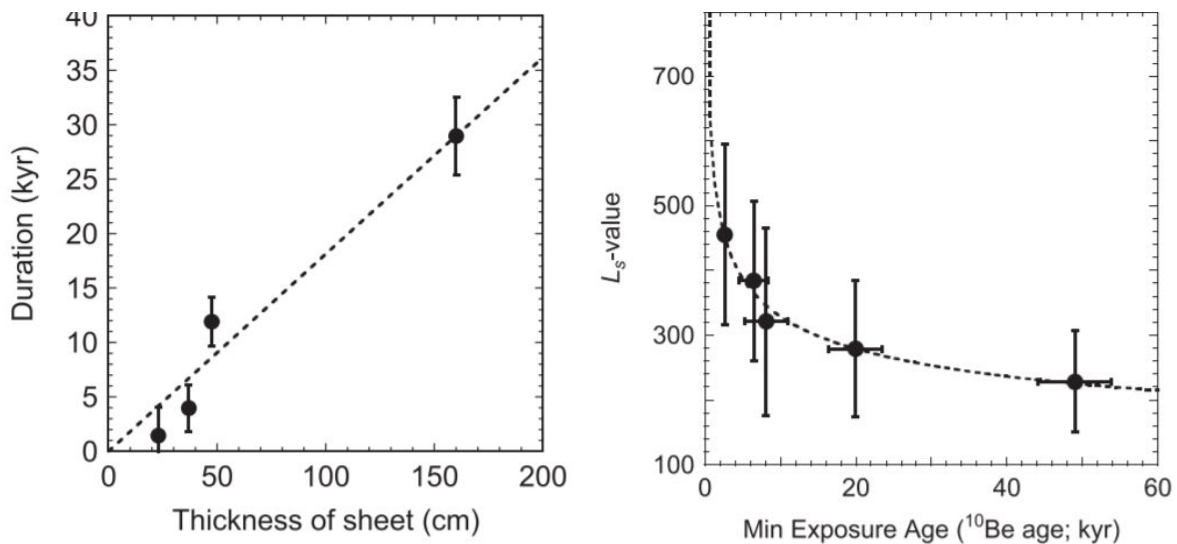 40
35
30
25
20
15
10
5
0
Duration (kyr)
0 50 100 150 200
Thickness of sheet (cm)
700
500
300
100
Lₛ-value
0 20 40 60
Min Exposure Age (¹⁰Be age; kyr)